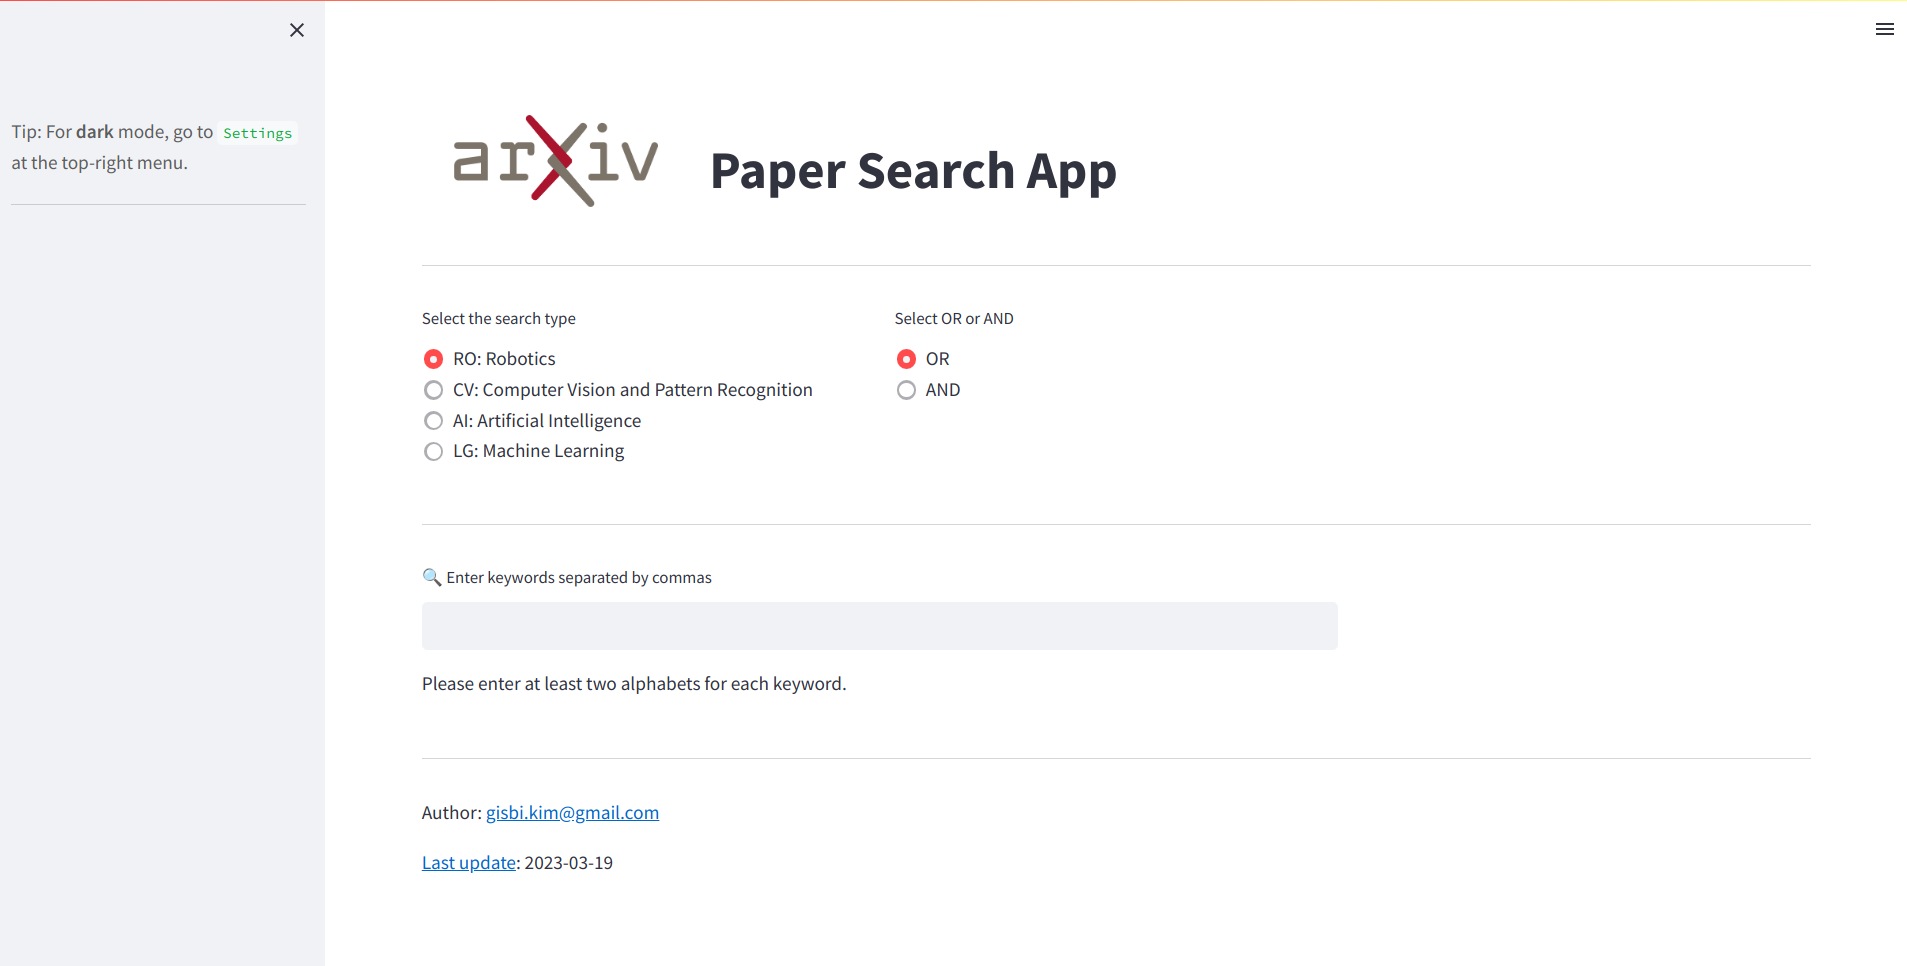 Tip: For dark mode, go to Settings
at the top-right menu.
arXiv
Paper Search App
Select the search type
RO: Robotics
CV: Computer Vision and Pattern Recognition
AI: Artificial Intelligence
LG: Machine Learning
Select OR or AND
OR
AND
🔍 Enter keywords separated by commas
Please enter at least two alphabets for each keyword.
Author: gisbi.kim@gmail.com
Last update: 2023-03-19